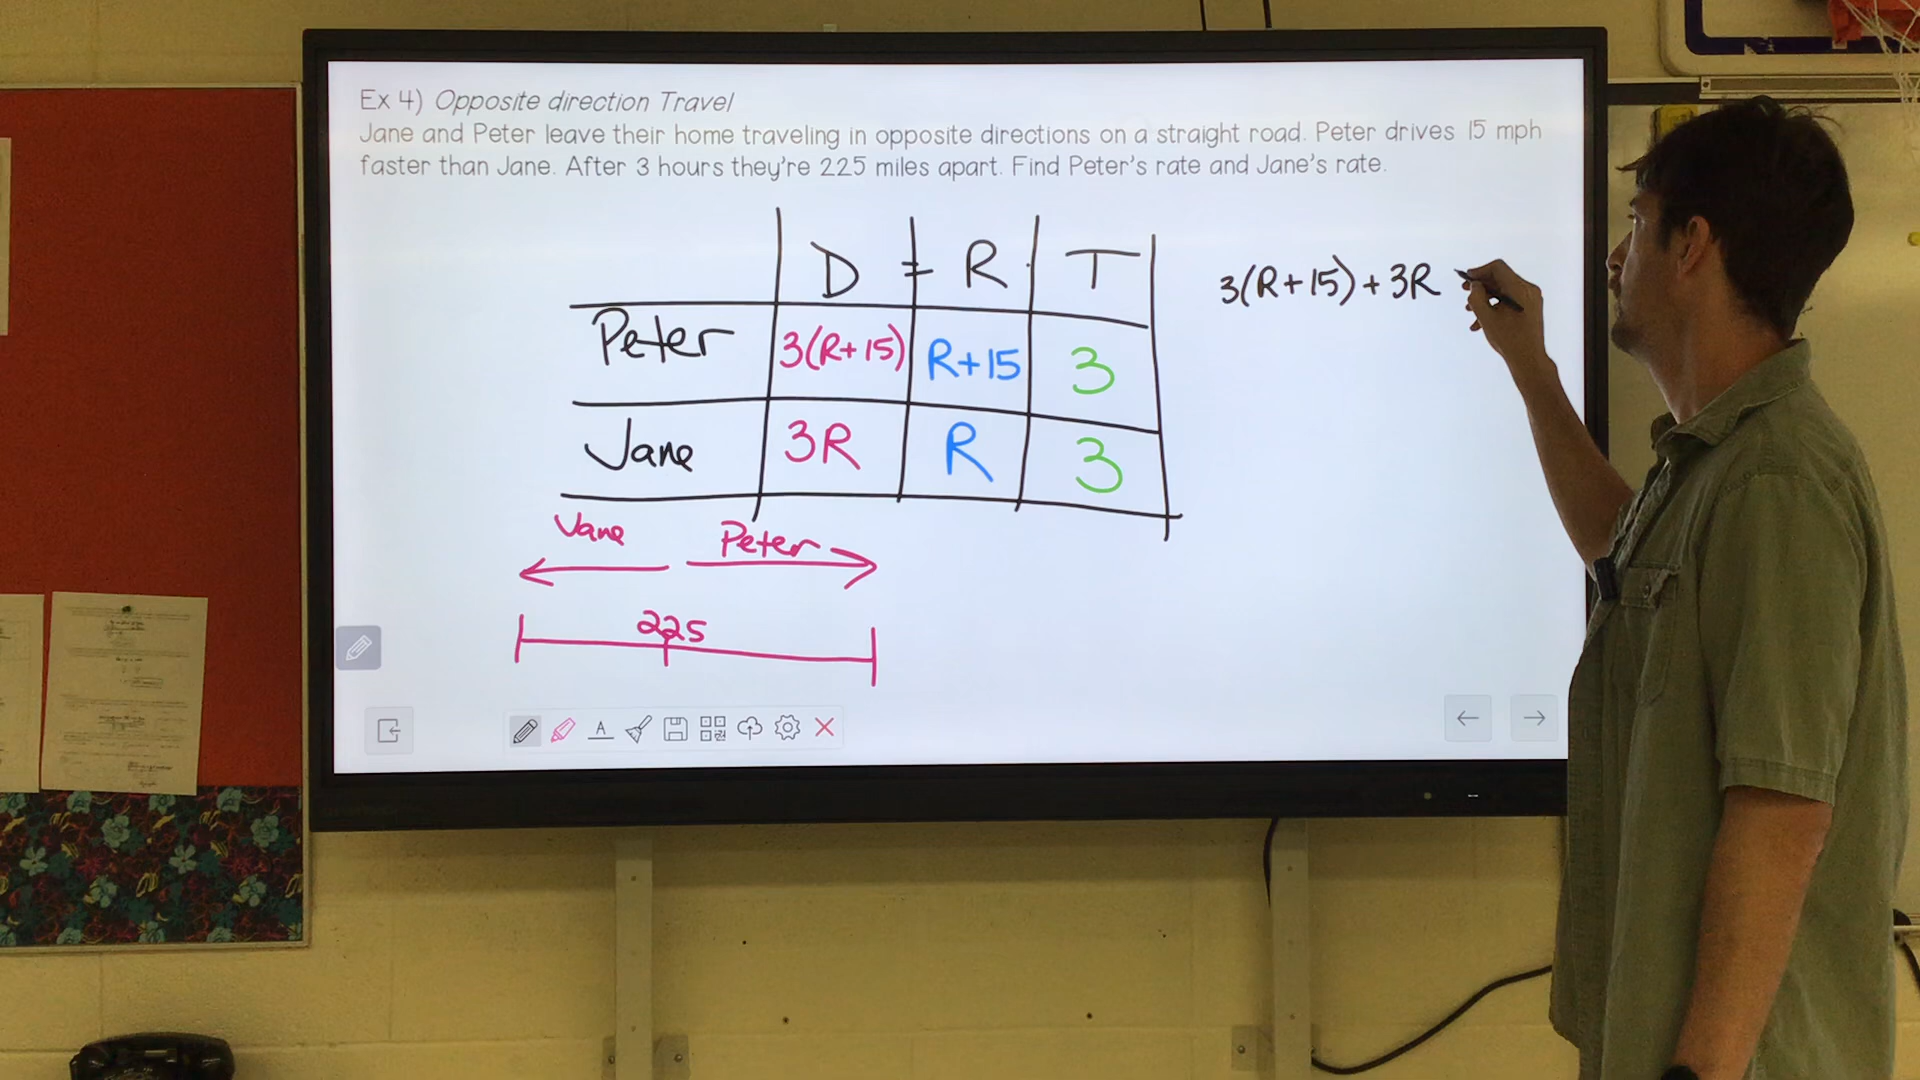 Ex 4) Opposite direction Travel
Jane and Peter leave their home traveling in opposite directions on a straight road. Peter drives 15 mph
faster than Jane. After 3 hours they're 225 miles apart. Find Peter's rate and Jane's rate.
D = R · T
3(R+15)+3R
Peter 3(R+15) R+15 3
Jane 3R R 3
Jane Peter
225
A